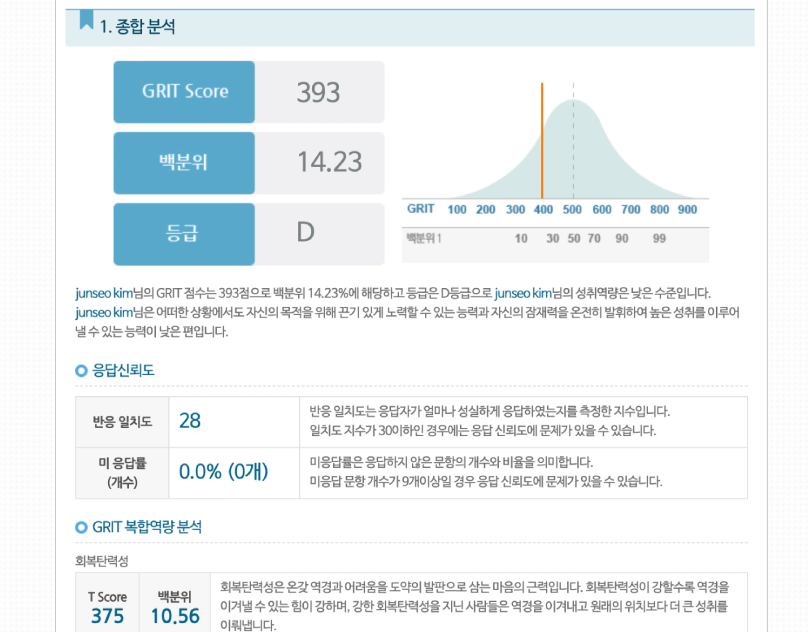 1. 종합 분석
GRIT Score 393
백분위 14.23
등급 D
GRIT 100 200 300 400 500 600 700 800 900
백분위 1 10 30 50 70 90 99
junseo kim님의 GRIT 점수는 393점으로 백분위 14.23%에 해당하고 등급은 D등급으로 junseo kim님의 성취역량은 낮은 수준입니다.
junseo kim님은 어떠한 상황에서도 자신의 목적을 위해 끈기 있게 노력할 수 있는 능력과 자신의 잠재력을 온전히 발휘하여 높은 성취를 이루어
낼 수 있는 능력이 낮은 편입니다.
응답신뢰도
반응 일치도 28
반응 일치도는 응답자가 얼마나 성실하게 응답하였는지를 측정한 지수입니다.
일치도 지수가 30이하인 경우에는 응답 신뢰도에 문제가 있을 수 있습니다.
미 응답률
(개수)
0.0% (0개)
미응답률은 응답하지 않은 문항의 개수와 비율을 의미합니다.
미응답 문항 개수가 9개이상일 경우 응답 신뢰도에 문제가 있을 수 있습니다.
GRIT 복합역량 분석
회복탄력성
T Score 백분위
375 10.56
회복탄력성은 온갖 역경과 어려움을 도약의 발판으로 삼는 마음의 근력입니다. 회복탄력성이 강할수록 역경을
이겨낼 수 있는 힘이 강하며, 강한 회복탄력성을 지닌 사람들은 역경을 이겨내고 원래의 위치보다 더 큰 성취를
이뤄냅니다.